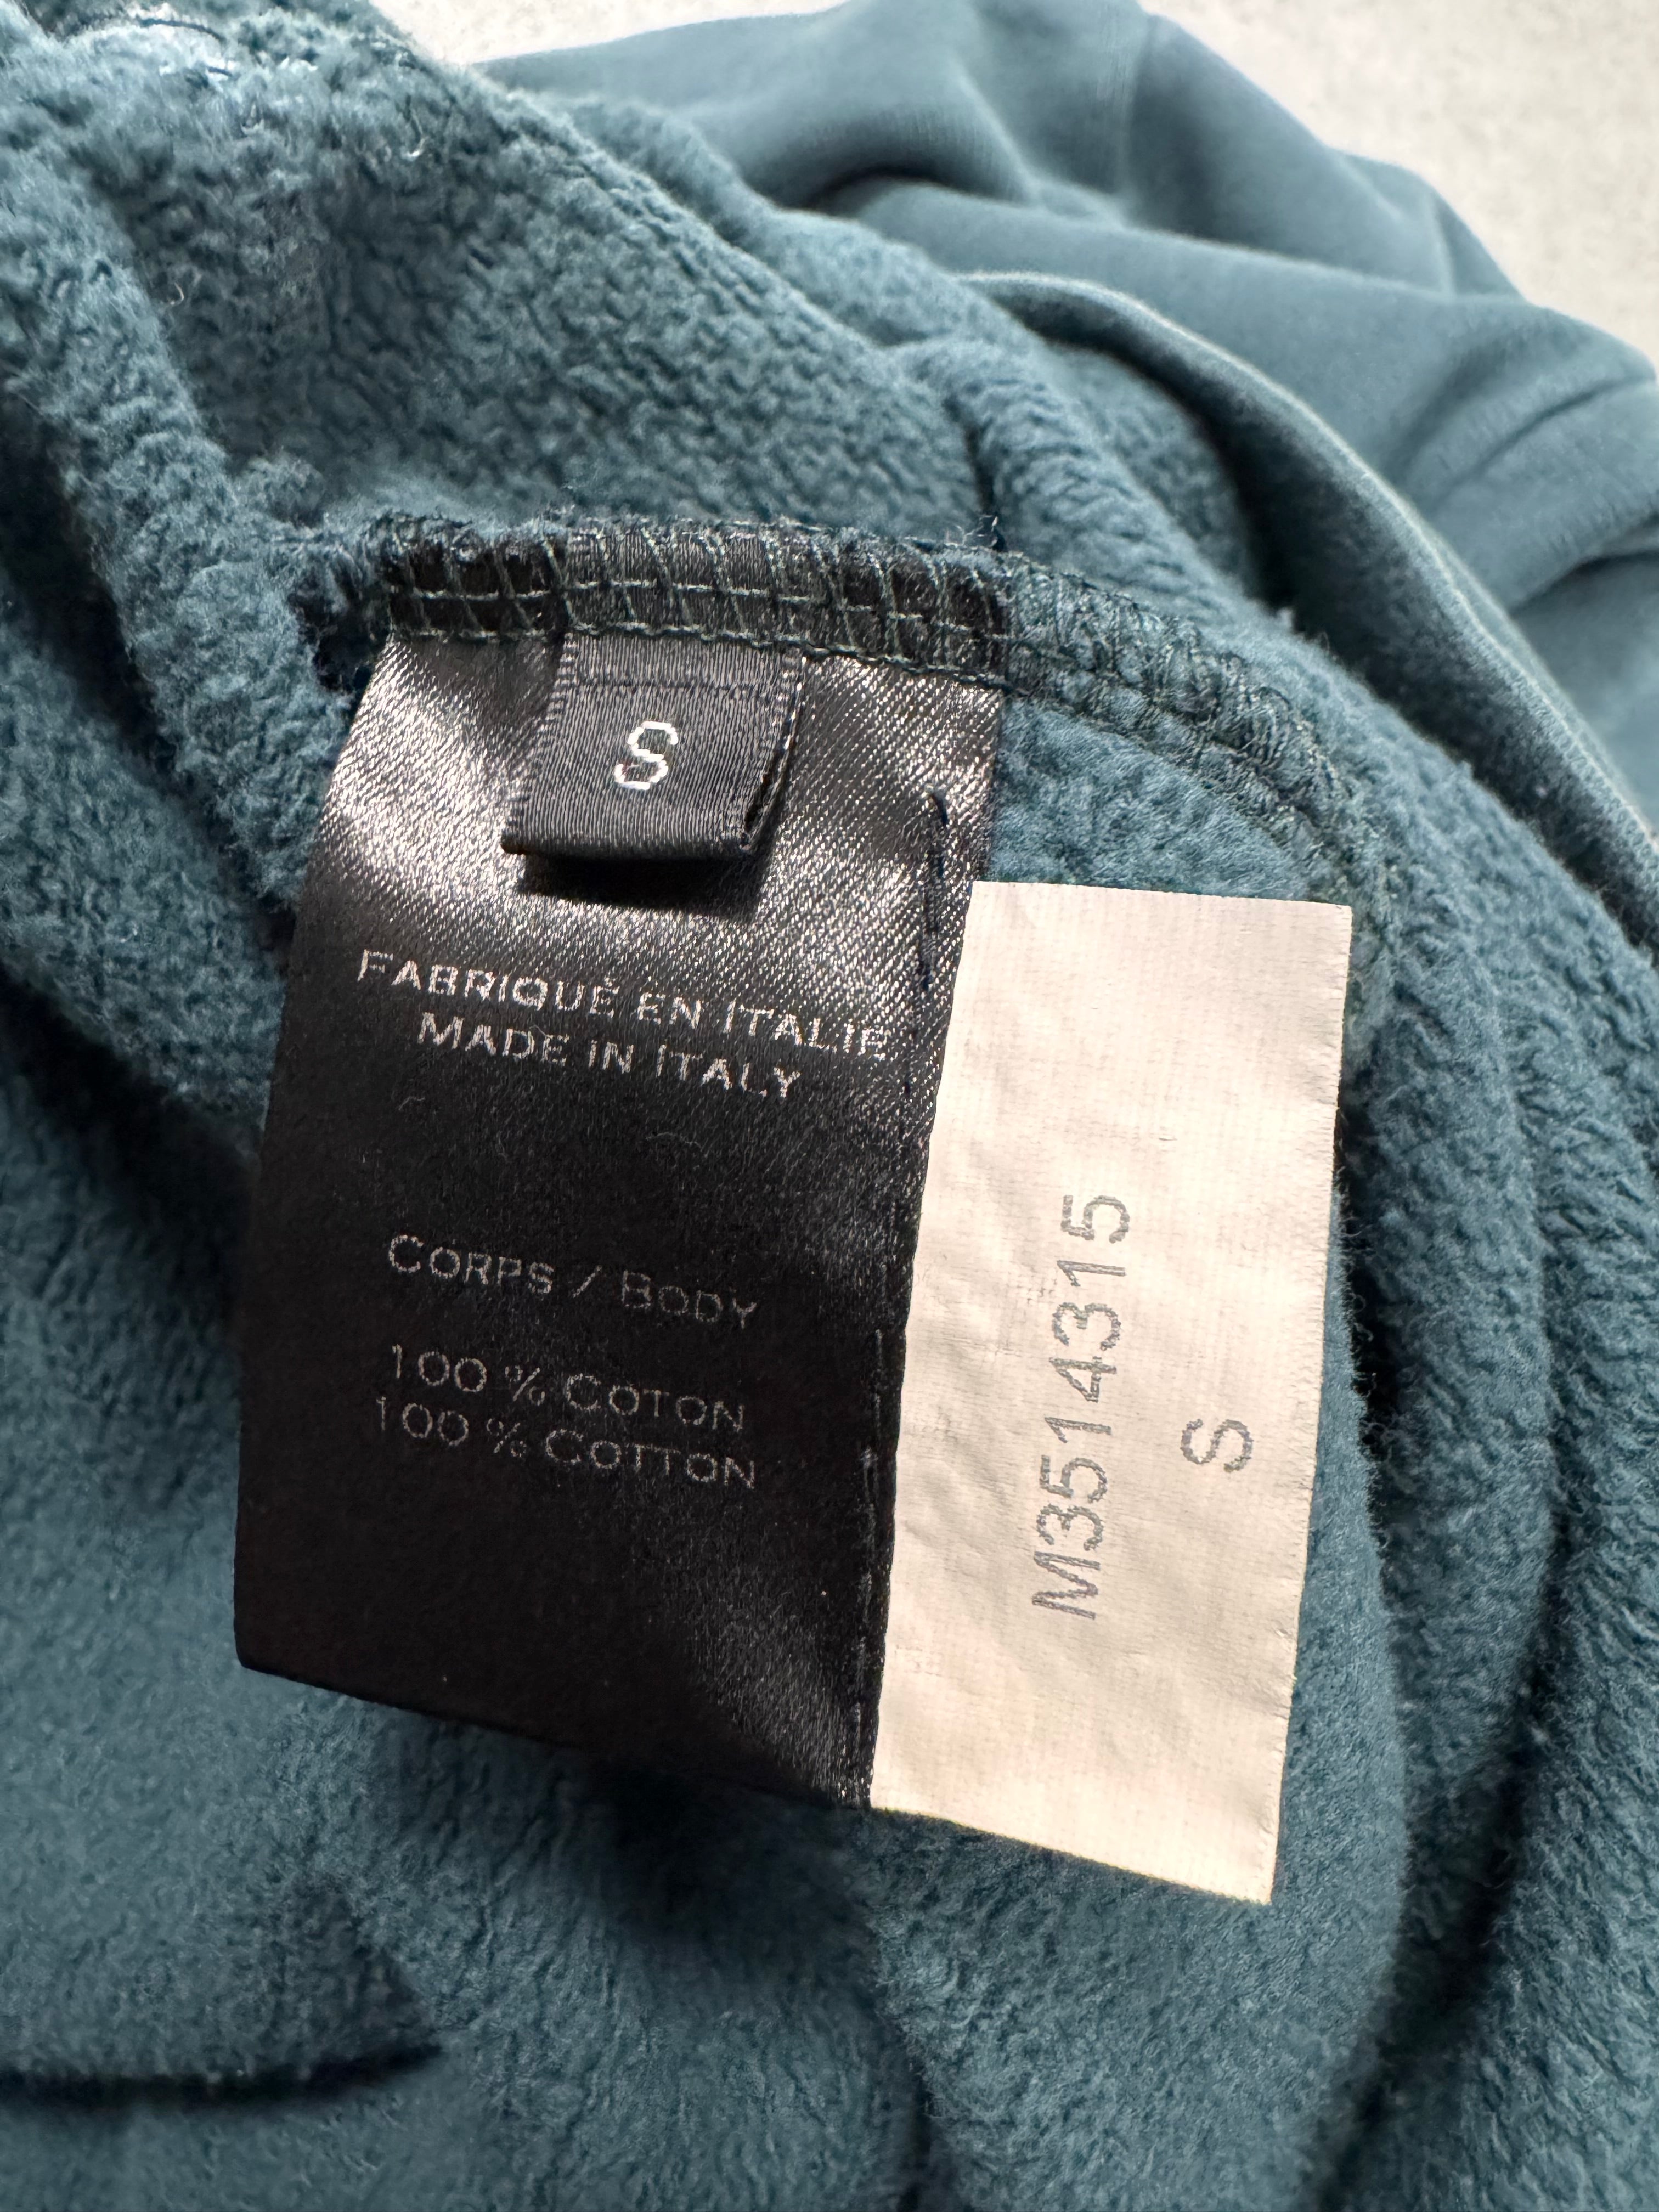 S
FABRIQUÉ EN ITALIE
MADE IN ITALY
CORPS / BODY
100 % COTON
100 % COTTON
M3514315
S